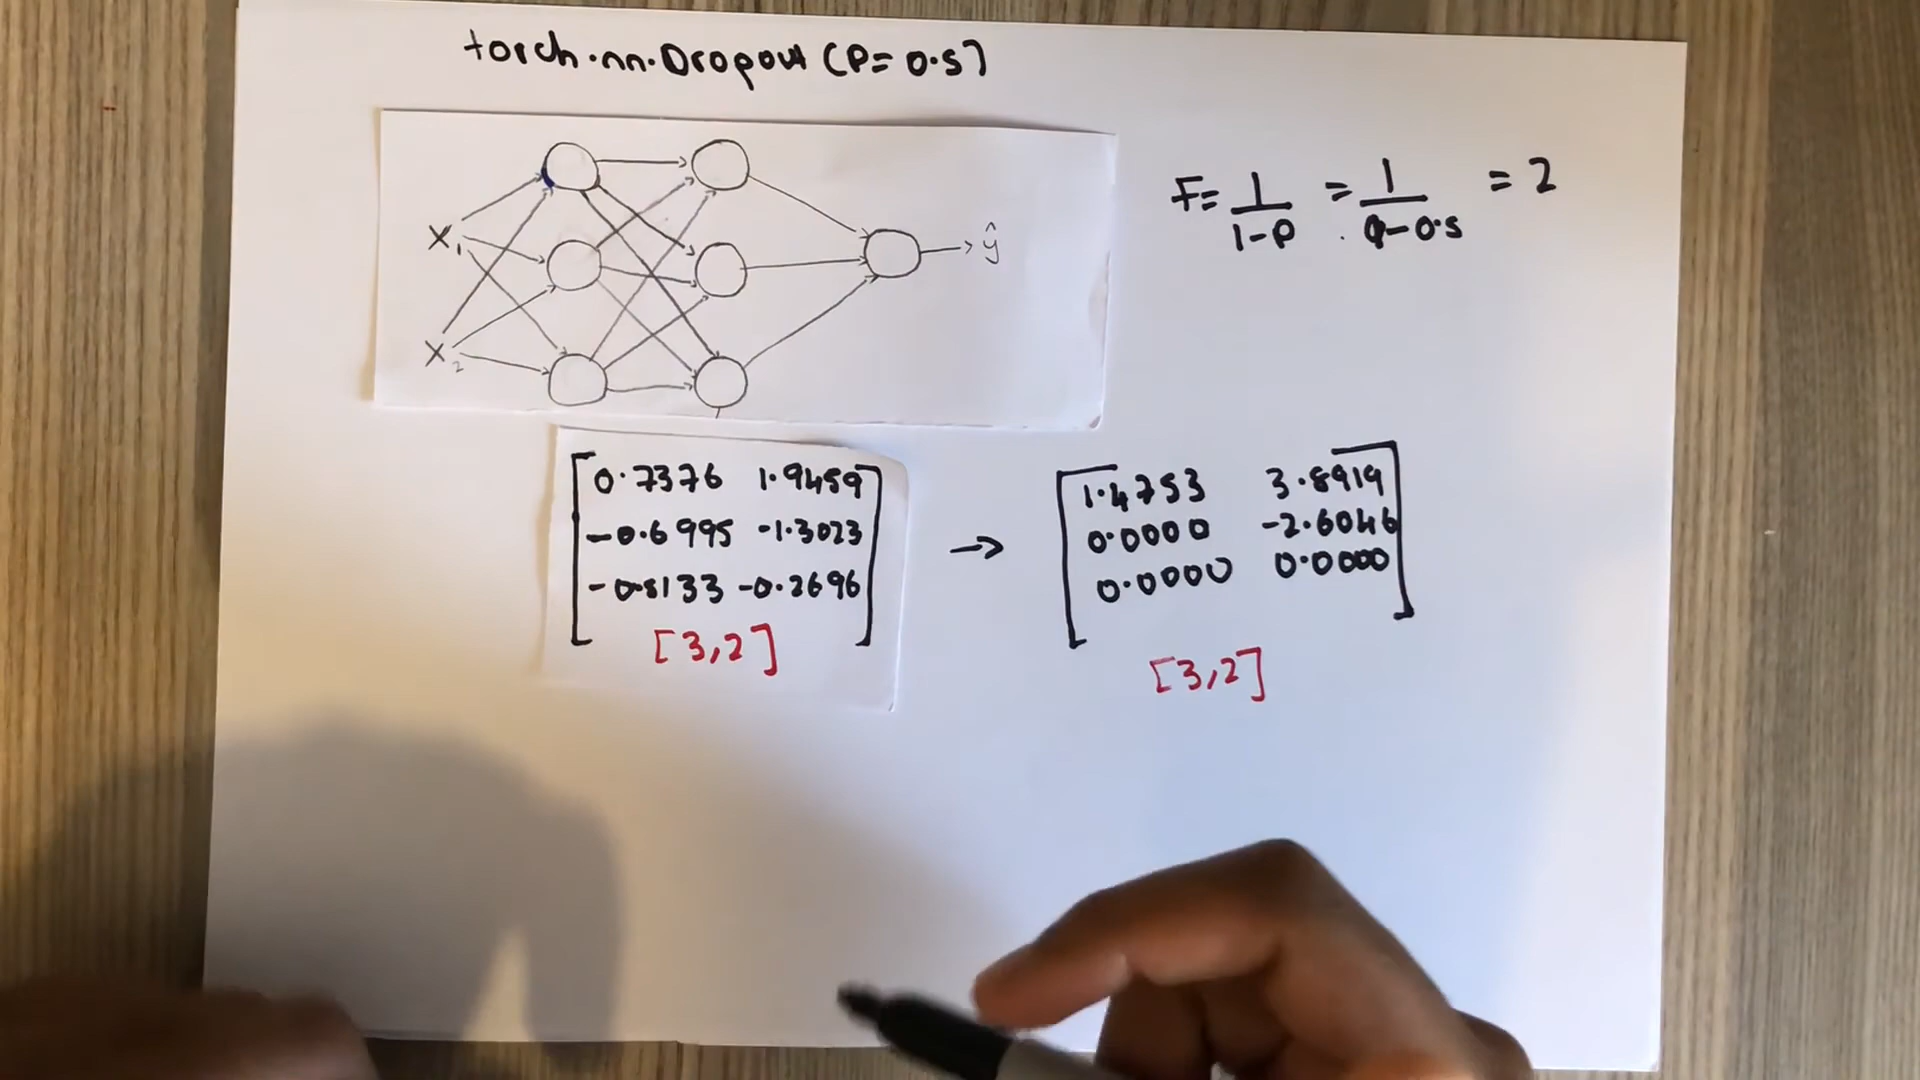 torch.nn.Dropout (P= 0.5)
F= 1/1-P = 1/1-0.5 = 2
X1
ŷ
X2
0.7376 1.9459
-0.6995 -1.3023
-0.8133 -0.2696
[3,2]
→
1.4753 3.8919
0.0000 -2.6046
0.0000 0.0000
[3,2]